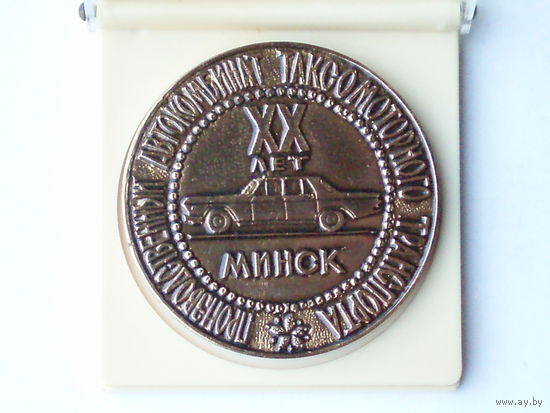 ПРОИЗВОДСТВЕННЫЙ АВТОКОМБИНАТ ТАКСОМОТОРНОГО ТРАНСПОРТА
XX
ЛЕТ
МИНСК
www.ay.by